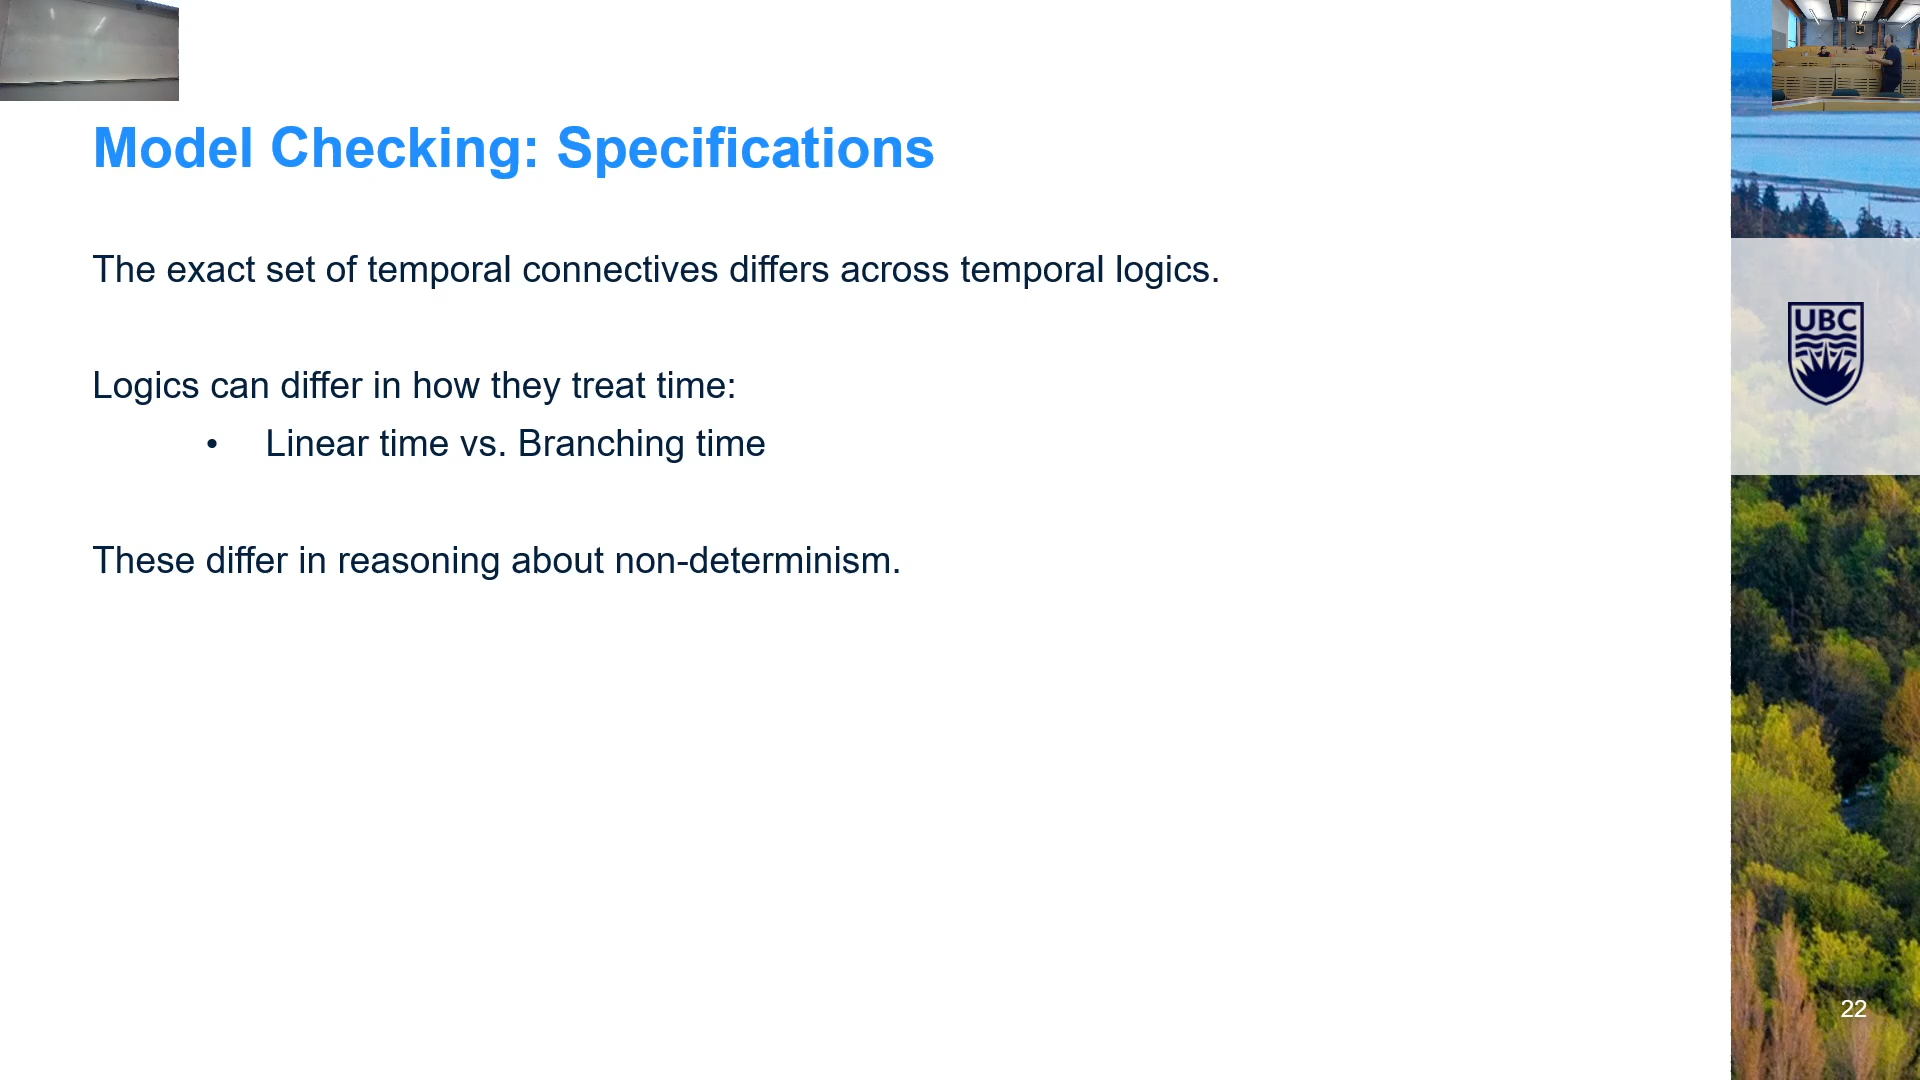 Model Checking: Specifications
The exact set of temporal connectives differs across temporal logics.
Logics can differ in how they treat time:
• Linear time vs. Branching time
These differ in reasoning about non-determinism.
UBC
22